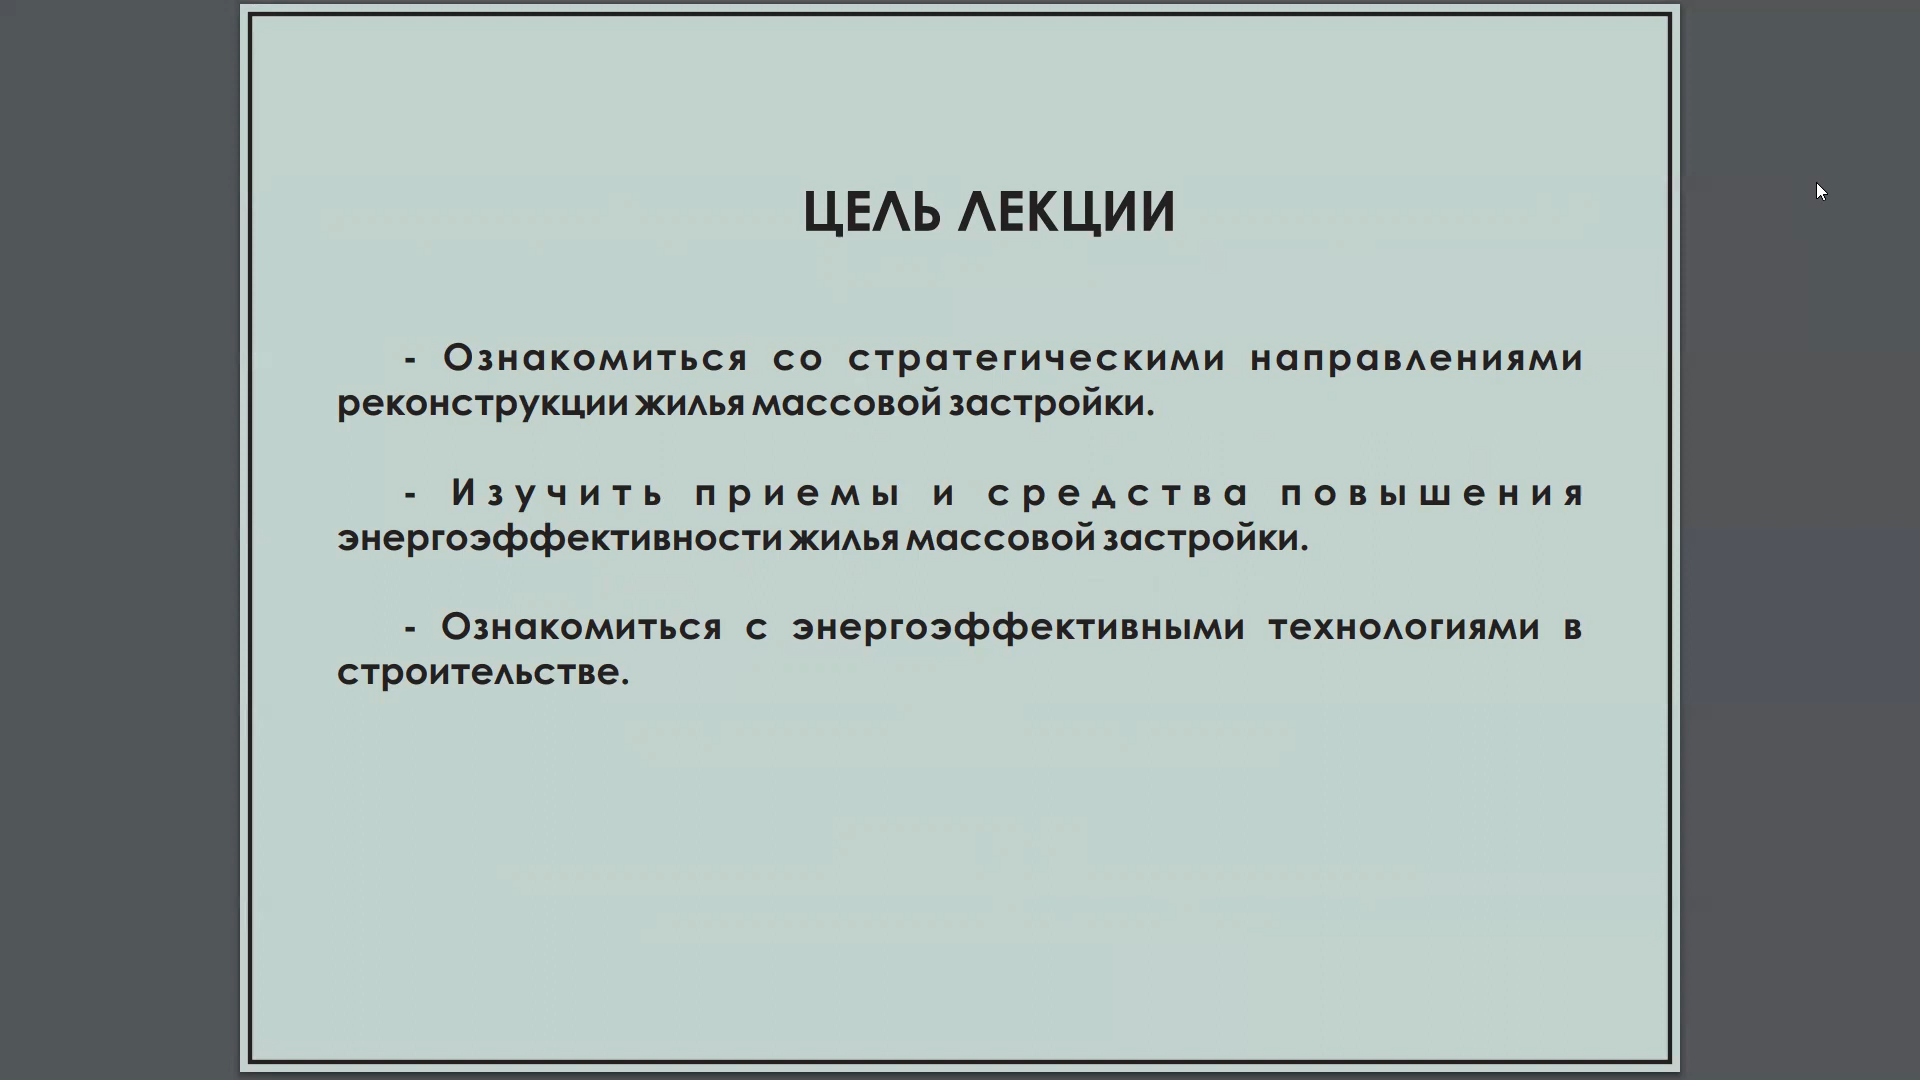 ЦЕЛЬ ЛЕКЦИИ
- Ознакомиться со стратегическими направлениями
реконструкции жилья массовой застройки.
- Изучить приемы и средства повышения
энергоэффективности жилья массовой застройки.
- Ознакомиться с энергоэффективными технологиями в
строительстве.